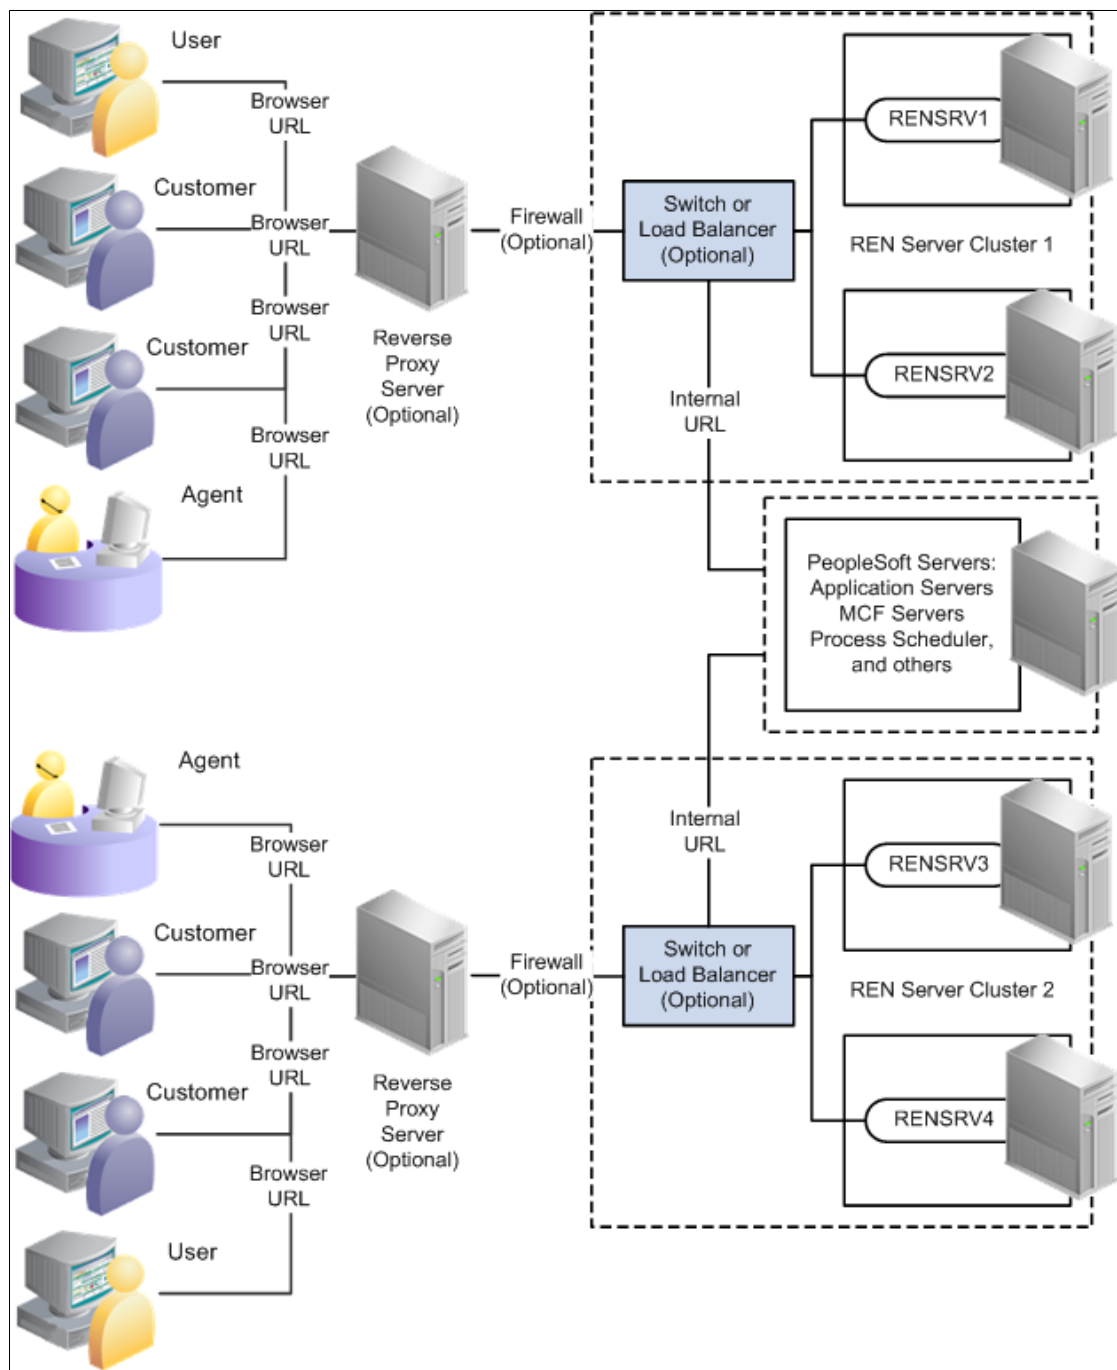 User
Browser
URL
Customer
Browser
URL
Browser
URL
Customer
Browser
URL
Agent
Reverse
Proxy
Server
(Optional)
Firewall
(Optional)
Switch or
Load Balancer
(Optional)
RENSRV1
REN Server Cluster 1
RENSRV2
Internal
URL
PeopleSoft Servers:
Application Servers
MCF Servers
Process Scheduler,
and others
Agent
Browser
URL
Customer
Browser
URL
Browser
URL
Customer
Browser
URL
User
Reverse
Proxy
Server
(Optional)
Firewall
(Optional)
Internal
URL
Switch or
Load Balancer
(Optional)
RENSRV3
REN Server Cluster 2
RENSRV4